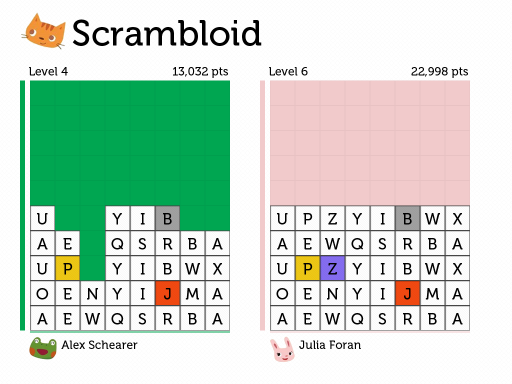 Scrambloid
Level 4 13,032 pts
U Y I B
A E Q S R B A
U P Y I B W X
O E N Y I J M A
A E W Q S R B A
Alex Schearer
Level 6 22,998 pts
U P Z Y I B W X
A E W Q S R B A
U P Z Y I B W X
O E N Y I J M A
A E W Q S R B A
Julia Foran